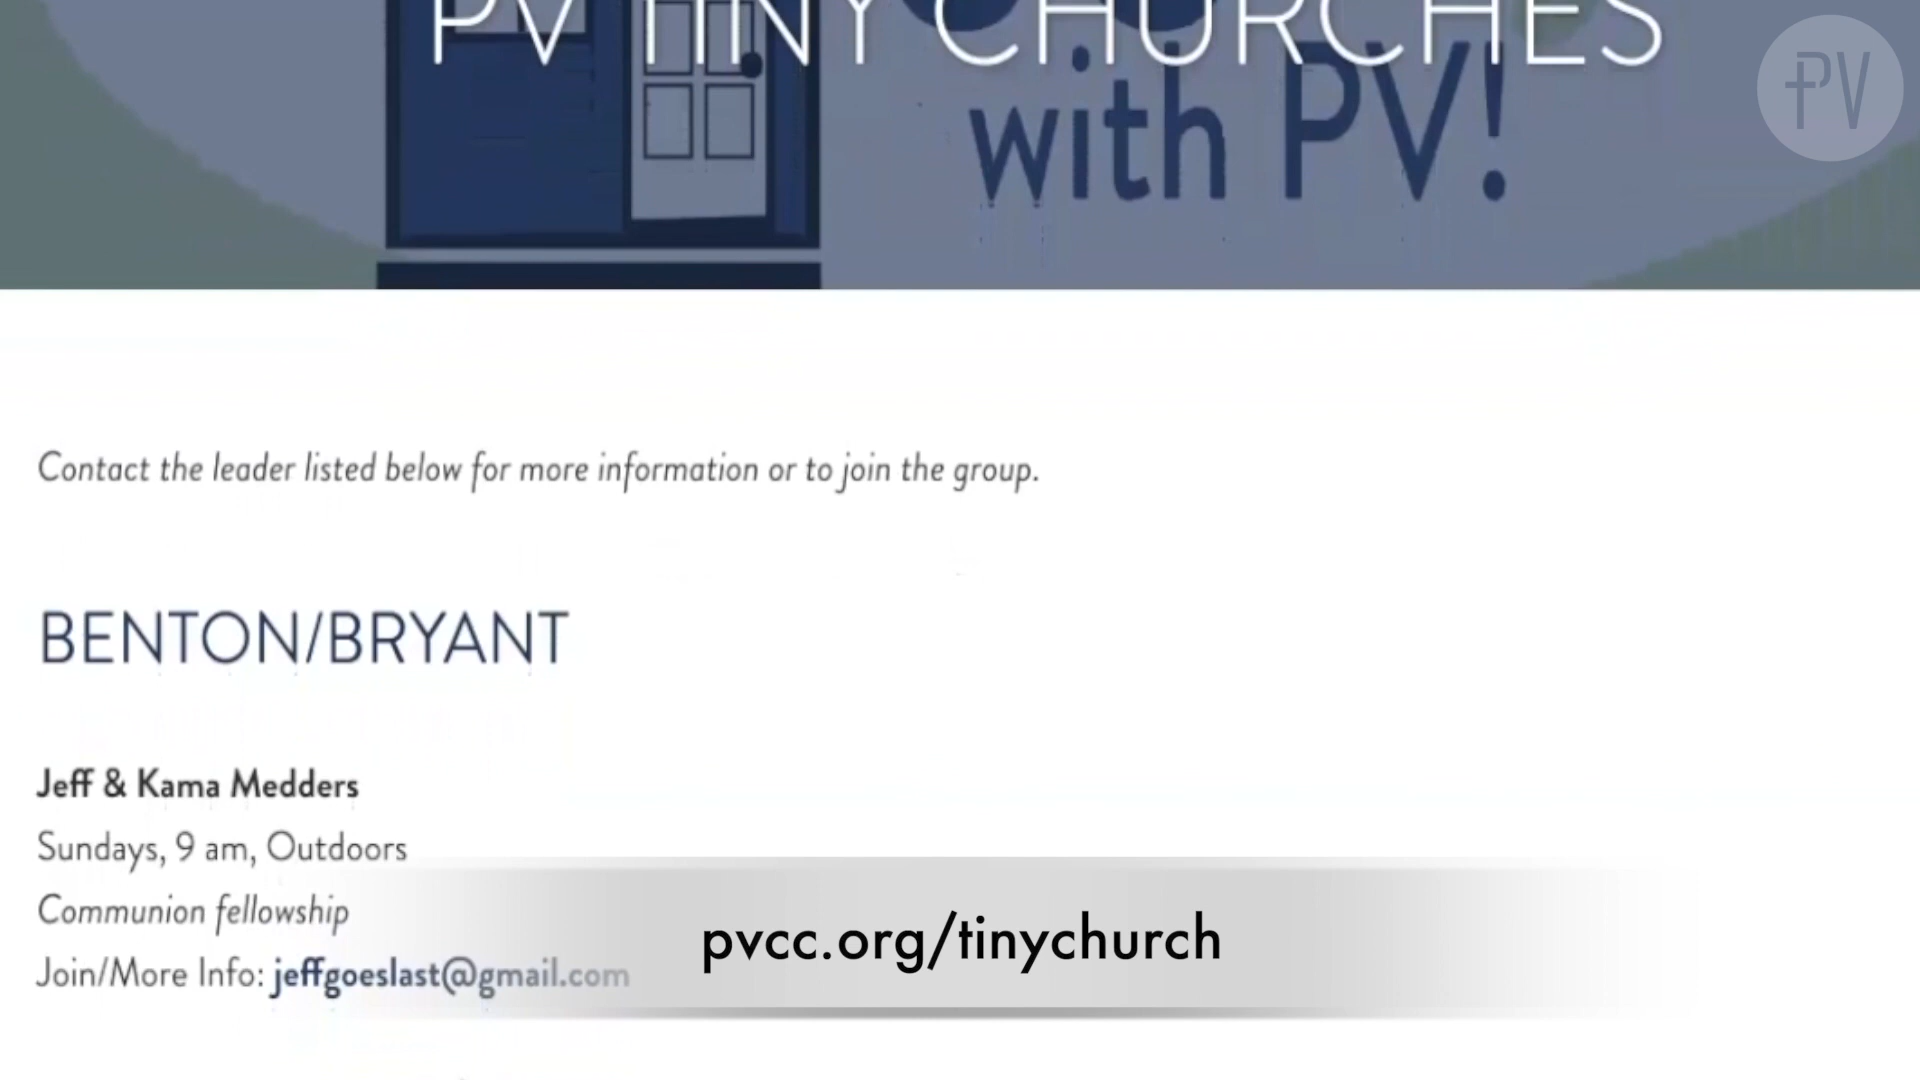 PV TINY CHURCHES
with PV!
PV
Contact the leader listed below for more information or to join the group.
BENTON/BRYANT
Jeff & Kama Medders
Sundays, 9 am, Outdoors
Communion fellowship
Join/More Info: jeffgoeslast@gmail.com
pvcc.org/tinychurch